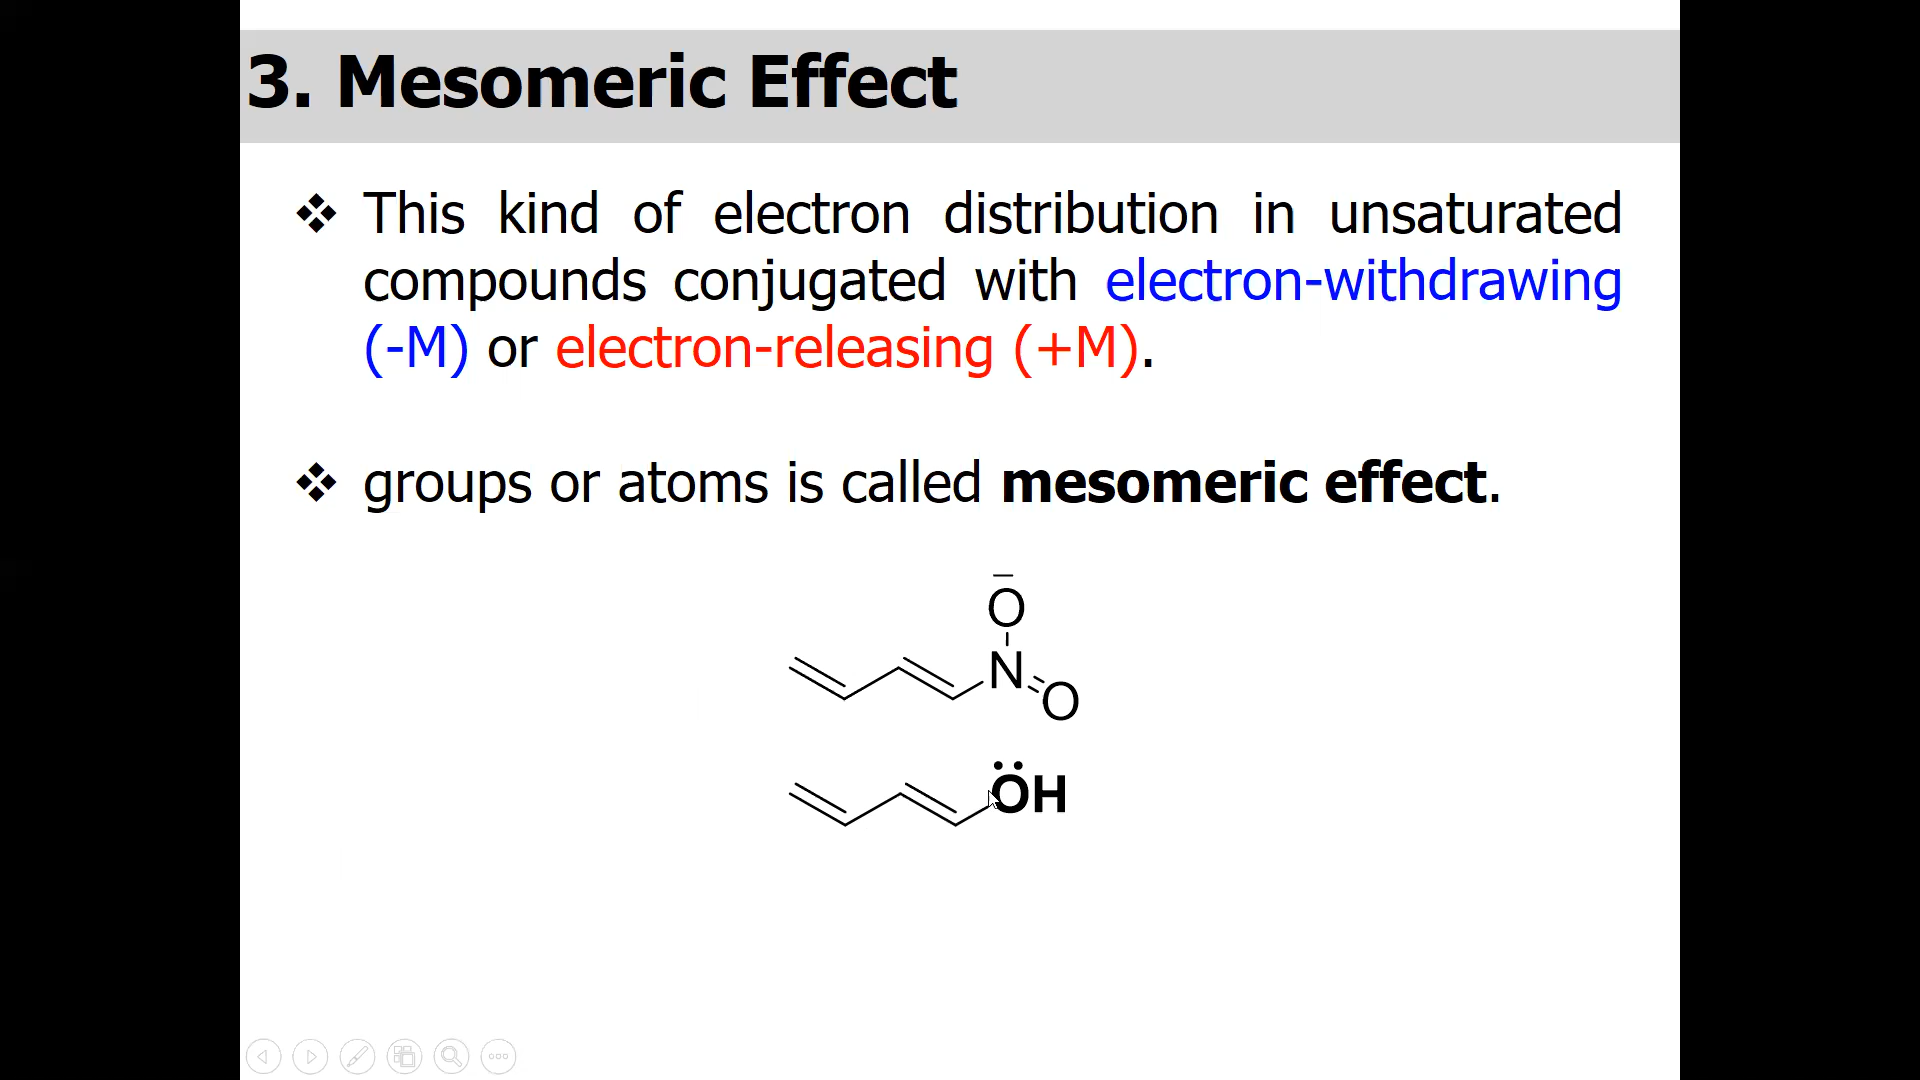 3. Mesomeric Effect
❖ This kind of electron distribution in unsaturated
compounds conjugated with electron-withdrawing
(-M) or electron-releasing (+M).
❖ groups or atoms is called mesomeric effect.
O
N
O
OH